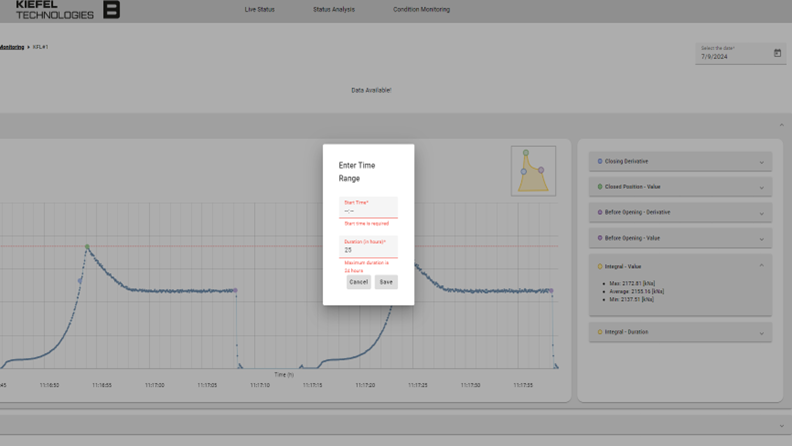 KIEFEL
TECHNOLOGIES
B
Live Status
Status Analysis
Condition Monitoring
Monitoring > KFL#1
Select the date*
7/9/2024
Data Available!
Enter Time
Range
Start Time*
--:--
Start time is required
Duration (in hours)*
25
Maximum duration is
24 hours
Cancel
Save
Closing Derivative
Closed Position - Value
Before Opening - Derivative
Before Opening - Value
Integral - Value
Max: 2172.81 [kNs]
Average: 2155.16 [kNs]
Min: 2137.51 [kNs]
Integral - Duration
Time (h)
:45
11:16:50
11:16:55
11:17:00
11:17:05
11:17:10
11:17:15
11:17:20
11:17:25
11:17:30
11:17:35